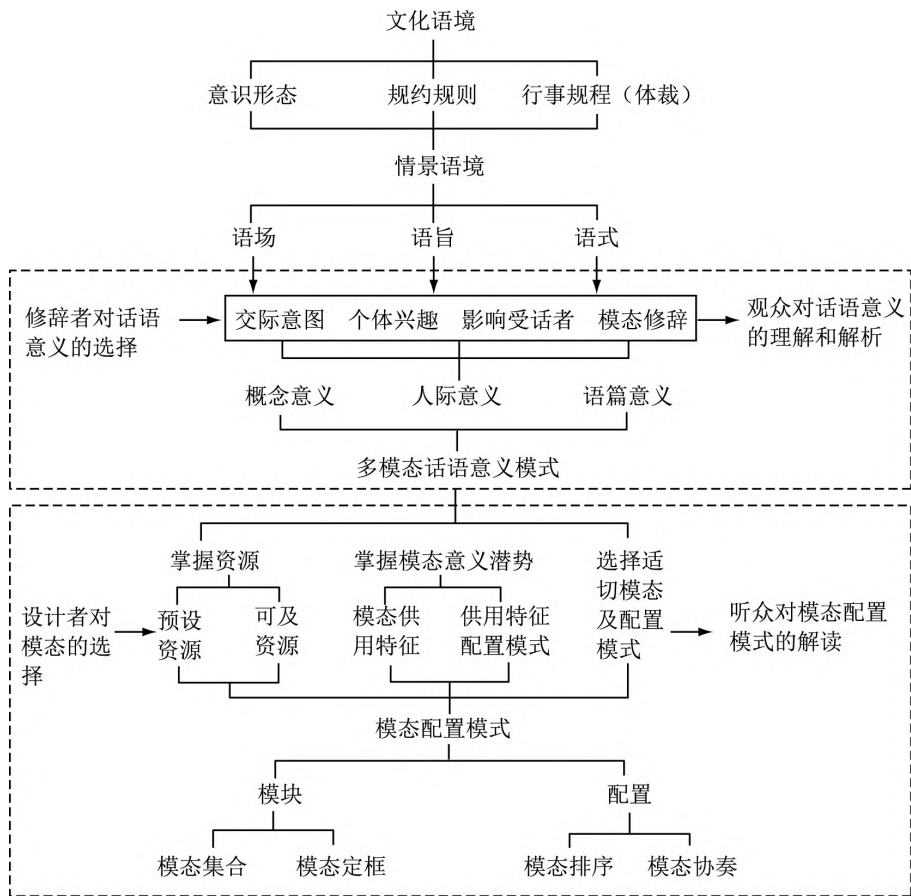 文化语境
意识形态
规约规则
行事规程（体裁）
情景语境
语场
语旨
语式
修辞者对话语
意义的选择
交际意图
个体兴趣
影响受话者
模态修辞
观众对话语意义
的理解和解析
概念意义
人际意义
语篇意义
多模态话语意义模式
掌握资源
掌握模态意义潜势
选择适
切模态
及配置
模式
设计者对
模态的选
择
预设
资源
可及
资源
模态供
用特征
供用特征
配置模式
听众对模态配置
模式的解读
模态配置模式
模块
配置
模态集合
模态定框
模态排序
模态协奏